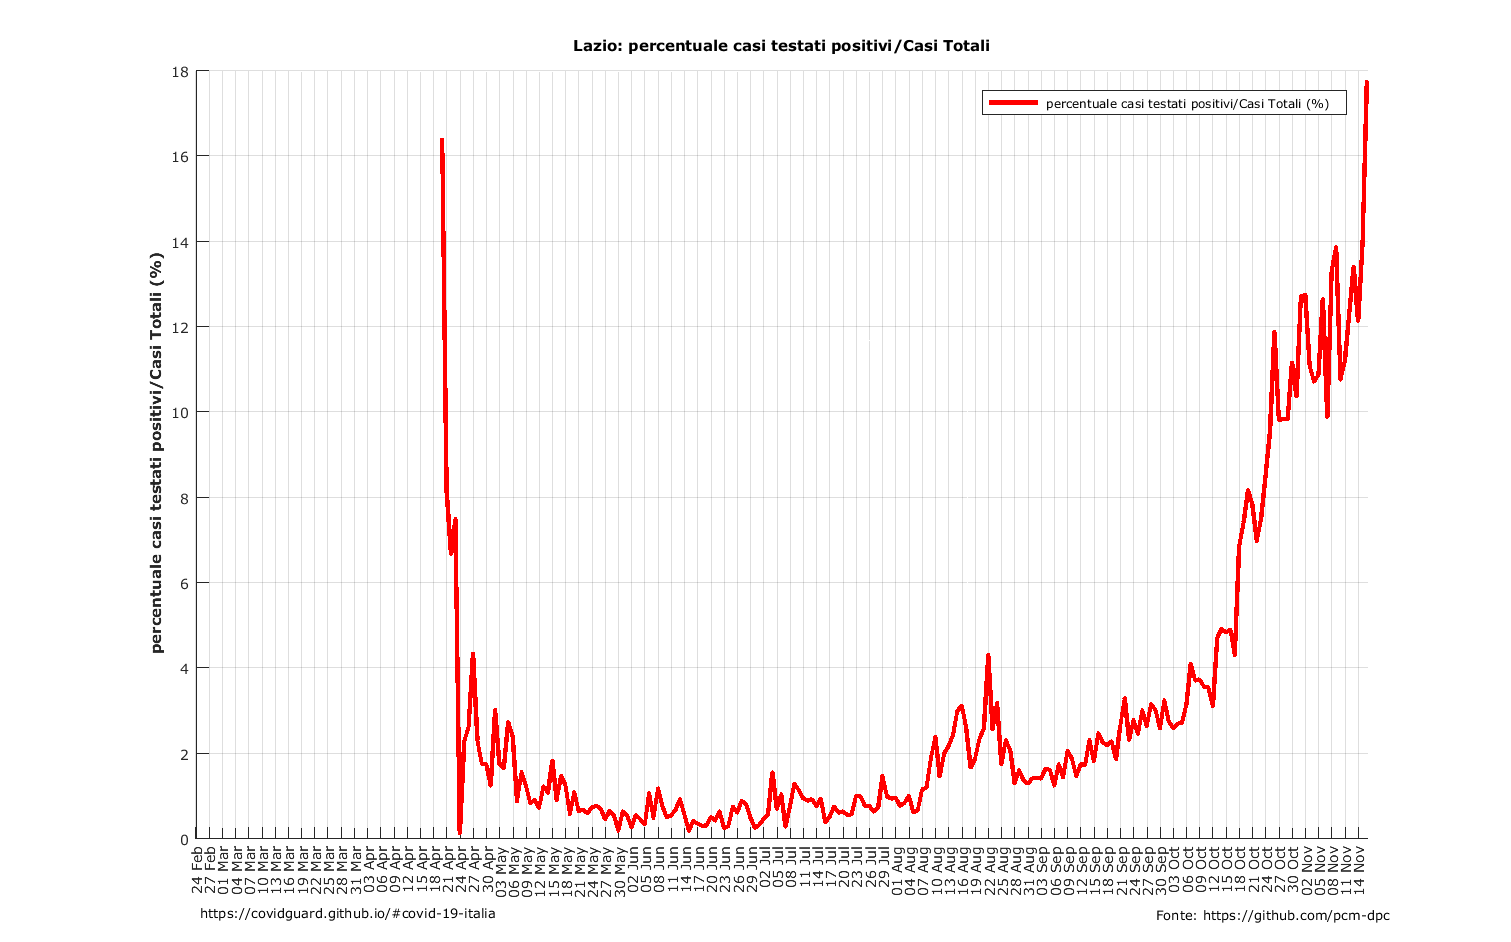 Lazio: percentuale casi testati positivi/Casi Totali
percentuale casi testati positivi/Casi Totali (%)
percentuale casi testati positivi/Casi Totali (%)
18
16
14
12
10
8
6
4
2
0
24 Feb
27 Feb
01 Mar
04 Mar
07 Mar
10 Mar
13 Mar
16 Mar
19 Mar
22 Mar
25 Mar
28 Mar
31 Mar
03 Apr
06 Apr
09 Apr
12 Apr
15 Apr
18 Apr
21 Apr
24 Apr
27 Apr
30 Apr
03 May
06 May
09 May
12 May
15 May
18 May
21 May
24 May
27 May
30 May
02 Jun
05 Jun
08 Jun
11 Jun
14 Jun
17 Jun
20 Jun
23 Jun
26 Jun
29 Jun
02 Jul
05 Jul
08 Jul
11 Jul
14 Jul
17 Jul
20 Jul
23 Jul
26 Jul
29 Jul
01 Aug
04 Aug
07 Aug
10 Aug
13 Aug
16 Aug
19 Aug
22 Aug
25 Aug
28 Aug
31 Aug
03 Sep
06 Sep
09 Sep
12 Sep
15 Sep
18 Sep
21 Sep
24 Sep
27 Sep
30 Sep
03 Oct
06 Oct
09 Oct
12 Oct
15 Oct
18 Oct
21 Oct
24 Oct
27 Oct
30 Oct
02 Nov
05 Nov
08 Nov
11 Nov
14 Nov
https://covidguard.github.io/#covid-19-italia
Fonte: https://github.com/pcm-dpc